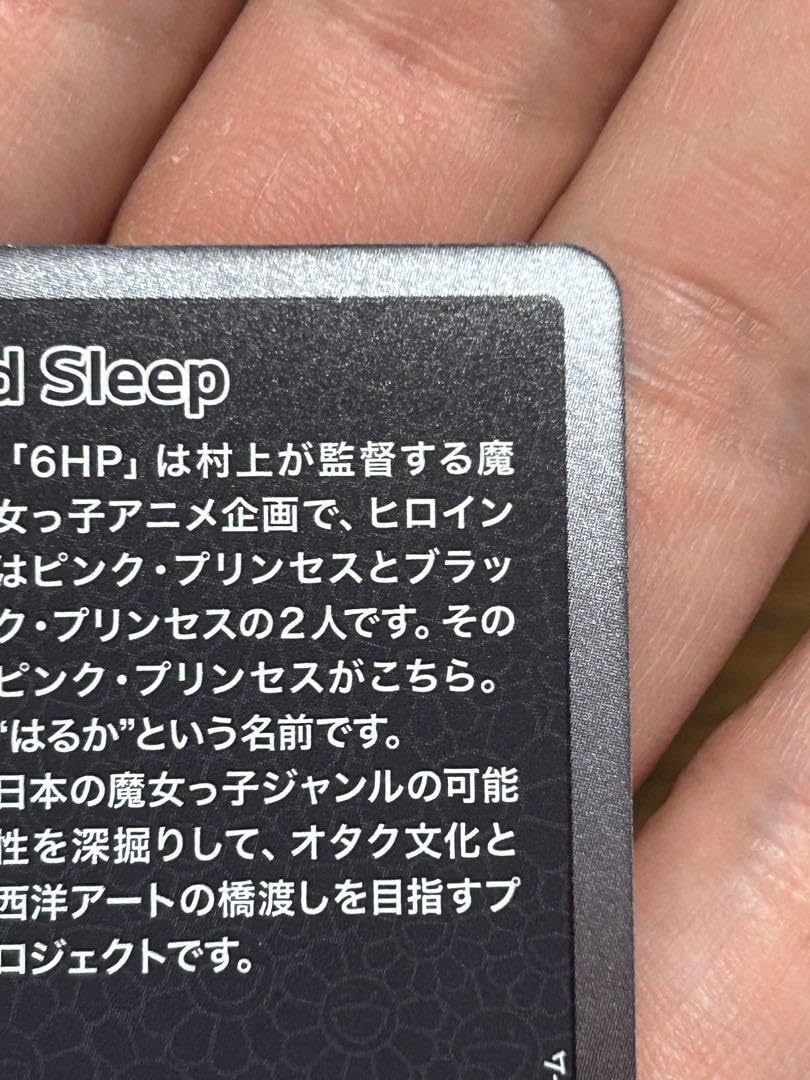 d Sleep
「6HP」は村上が監督する魔
女っ子アニメ企画で、ヒロイン
はピンク・プリンセスとブラッ
ク・プリンセスの2人です。その
ピンク・プリンセスがこちら。
“はるか”という名前です。
日本の魔女っ子ジャンルの可能
性を深掘りして、オタク文化と
西洋アートの橋渡しを目指すプ
ロジェクトです。